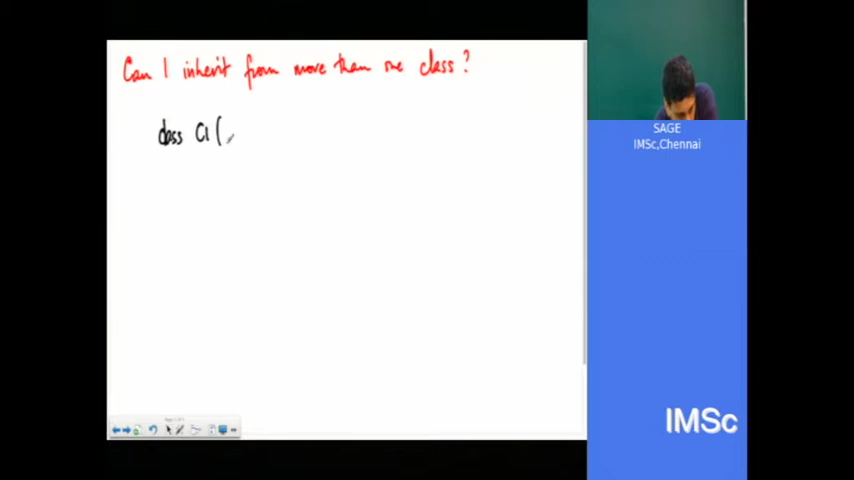 Can I inherit from more than one class?
class C1 (
SAGE
IMSc,Chennai
IMSc